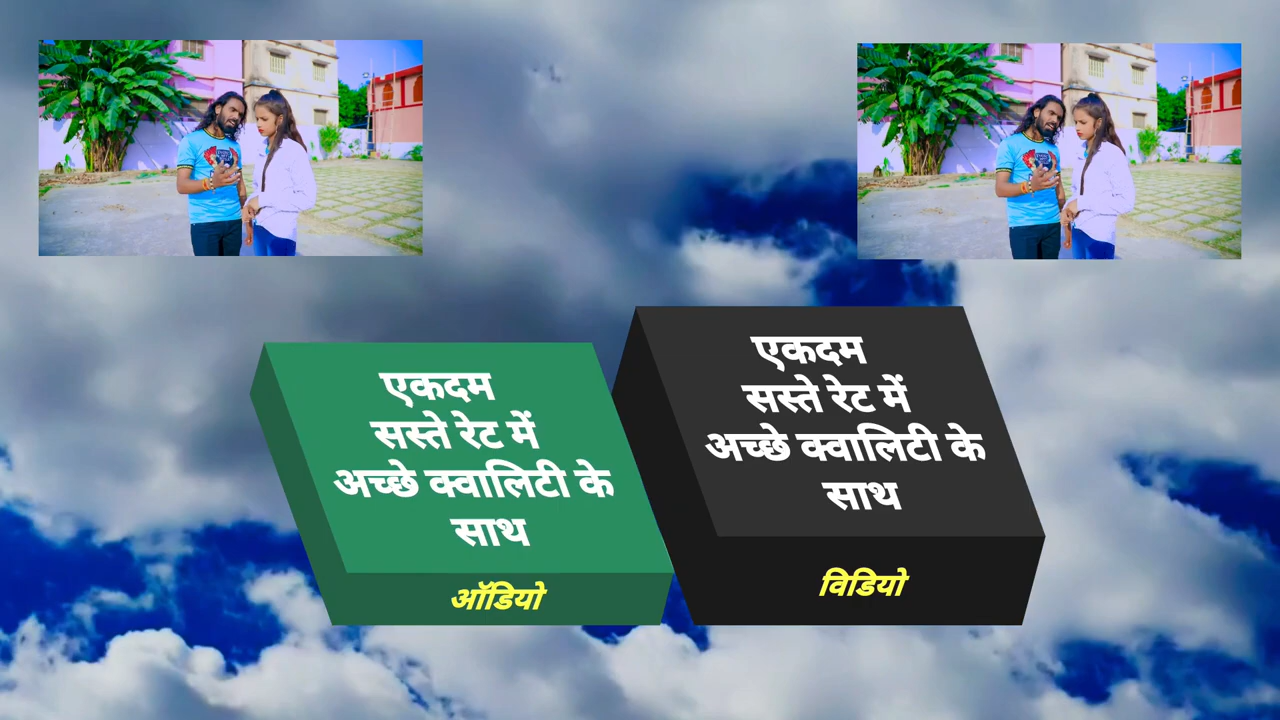 एकदम
सस्ते रेट में
अच्छे क्वालिटी के
साथ
ऑडियो
एकदम
सस्ते रेट में
अच्छे क्वालिटी के
साथ
विडियो